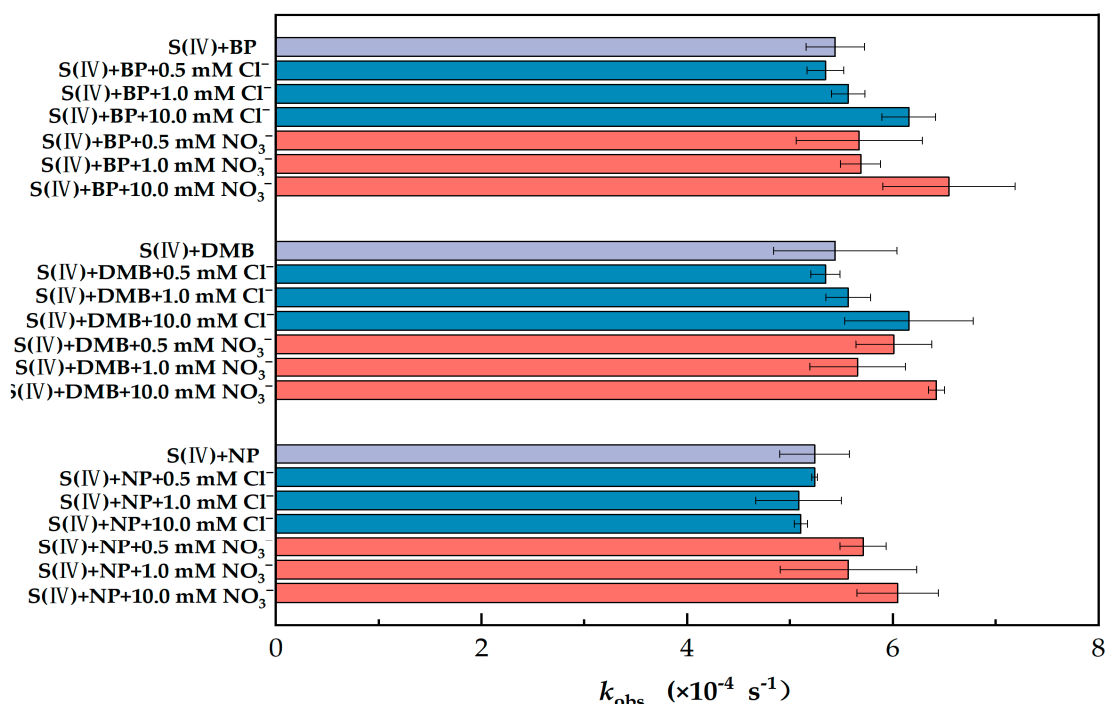 S(Ⅳ)+BP
S(Ⅳ)+BP+0.5 mM Cl⁻
S(Ⅳ)+BP+1.0 mM Cl⁻
S(Ⅳ)+BP+10.0 mM Cl⁻
S(Ⅳ)+BP+0.5 mM NO₃⁻
S(Ⅳ)+BP+1.0 mM NO₃⁻
S(Ⅳ)+BP+10.0 mM NO₃⁻
S(Ⅳ)+DMB
S(Ⅳ)+DMB+0.5 mM Cl⁻
S(Ⅳ)+DMB+1.0 mM Cl⁻
S(Ⅳ)+DMB+10.0 mM Cl⁻
S(Ⅳ)+DMB+0.5 mM NO₃⁻
S(Ⅳ)+DMB+1.0 mM NO₃⁻
S(Ⅳ)+DMB+10.0 mM NO₃⁻
S(Ⅳ)+NP
S(Ⅳ)+NP+0.5 mM Cl⁻
S(Ⅳ)+NP+1.0 mM Cl⁻
S(Ⅳ)+NP+10.0 mM Cl⁻
S(Ⅳ)+NP+0.5 mM NO₃⁻
S(Ⅳ)+NP+1.0 mM NO₃⁻
S(Ⅳ)+NP+10.0 mM NO₃⁻
0 2 4 6 8
k_obs (×10⁻⁴ s⁻¹)